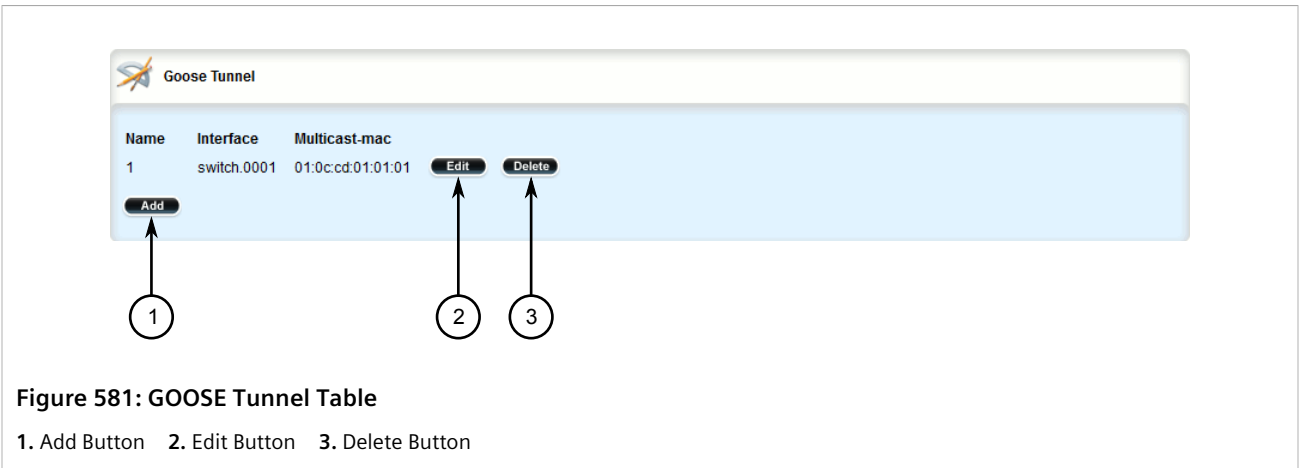 Goose Tunnel
Name Interface Multicast-mac
1 switch.0001 01:0c:cd:01:01:01 Edit Delete
Add
1 2 3
Figure 581: GOOSE Tunnel Table
1. Add Button 2. Edit Button 3. Delete Button